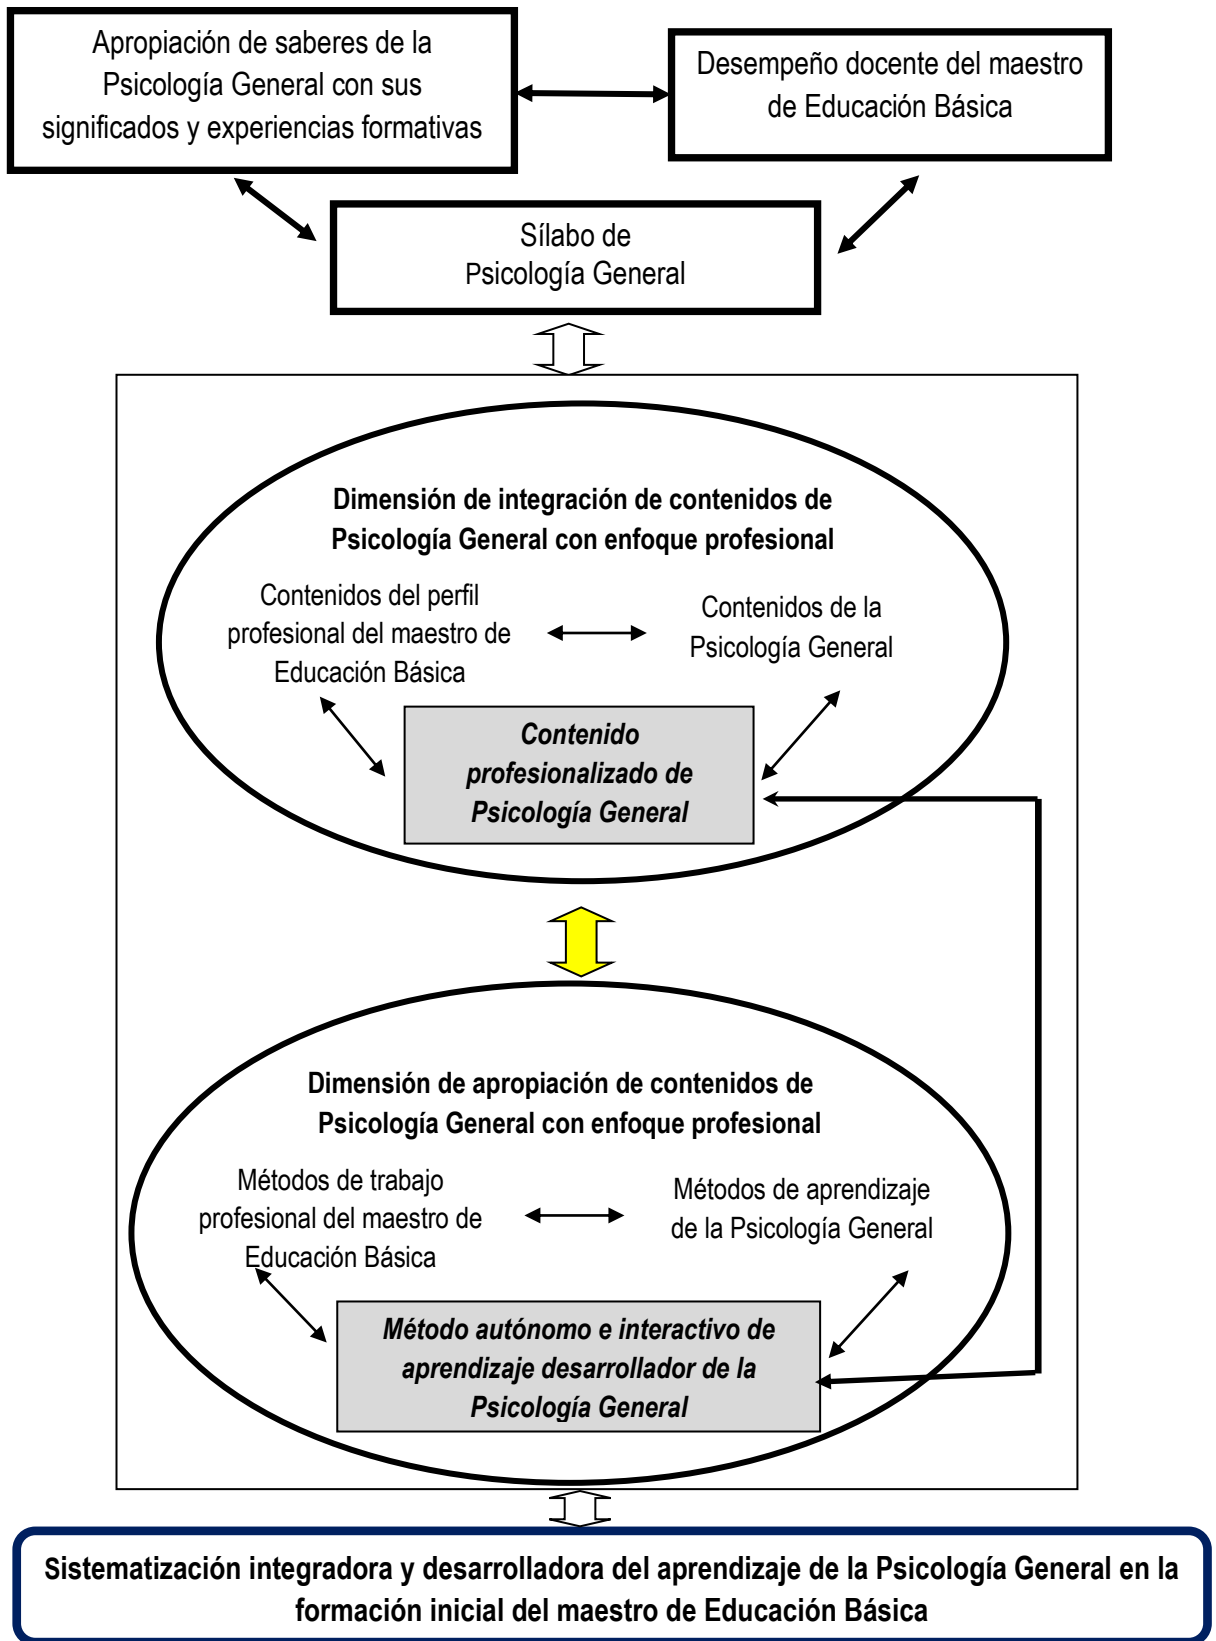 Apropiación de saberes de la
Psicología General con sus
significados y experiencias formativas
Desempeño docente del maestro
de Educación Básica
Sílabo de
Psicología General
Dimensión de integración de contenidos de
Psicología General con enfoque profesional
Contenidos del perfil
profesional del maestro de
Educación Básica
Contenidos de la
Psicología General
Contenido
profesionalizado de
Psicología General
Dimensión de apropiación de contenidos de
Psicología General con enfoque profesional
Métodos de trabajo
profesional del maestro de
Educación Básica
Métodos de aprendizaje
de la Psicología General
Método autónomo e interactivo de
aprendizaje desarrollador de la
Psicología General
Sistematización integradora y desarrolladora del aprendizaje de la Psicología General en la
formación inicial del maestro de Educación Básica